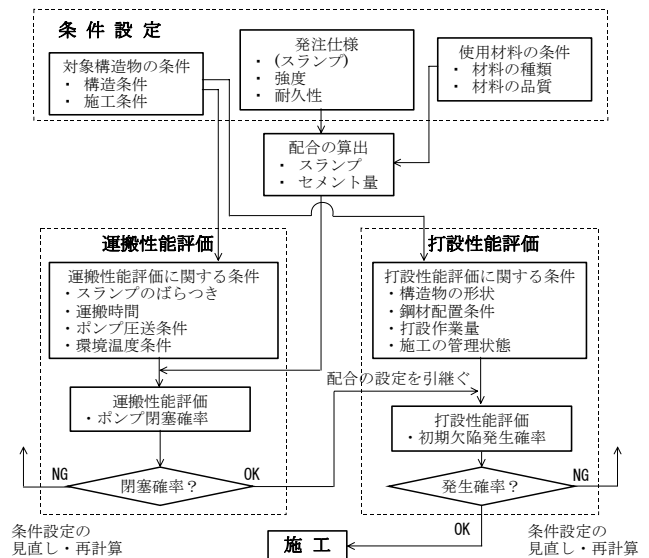 条 件 設 定
対象構造物の条件
・ 構造条件
・ 施工条件
発注仕様
・ (スランプ)
・ 強度
・ 耐久性
使用材料の条件
・ 材料の種類
・ 材料の品質
配合の算出
・ スランプ
・ セメント量
運搬性能評価
運搬性能評価に関する条件
・スランプのばらつき
・運搬時間
・ポンプ圧送条件
・環境温度条件
運搬性能評価
・ポンプ閉塞確率
NG
閉塞確率？
OK
条件設定の
見直し・再計算
打設性能評価
打設性能評価に関する条件
・構造物の形状
・鋼材配置条件
・打設作業量
・施工の管理状態
配合の設定を引継ぐ
打設性能評価
・初期欠陥発生確率
発生確率？
NG
OK
条件設定の
見直し・再計算
施 工